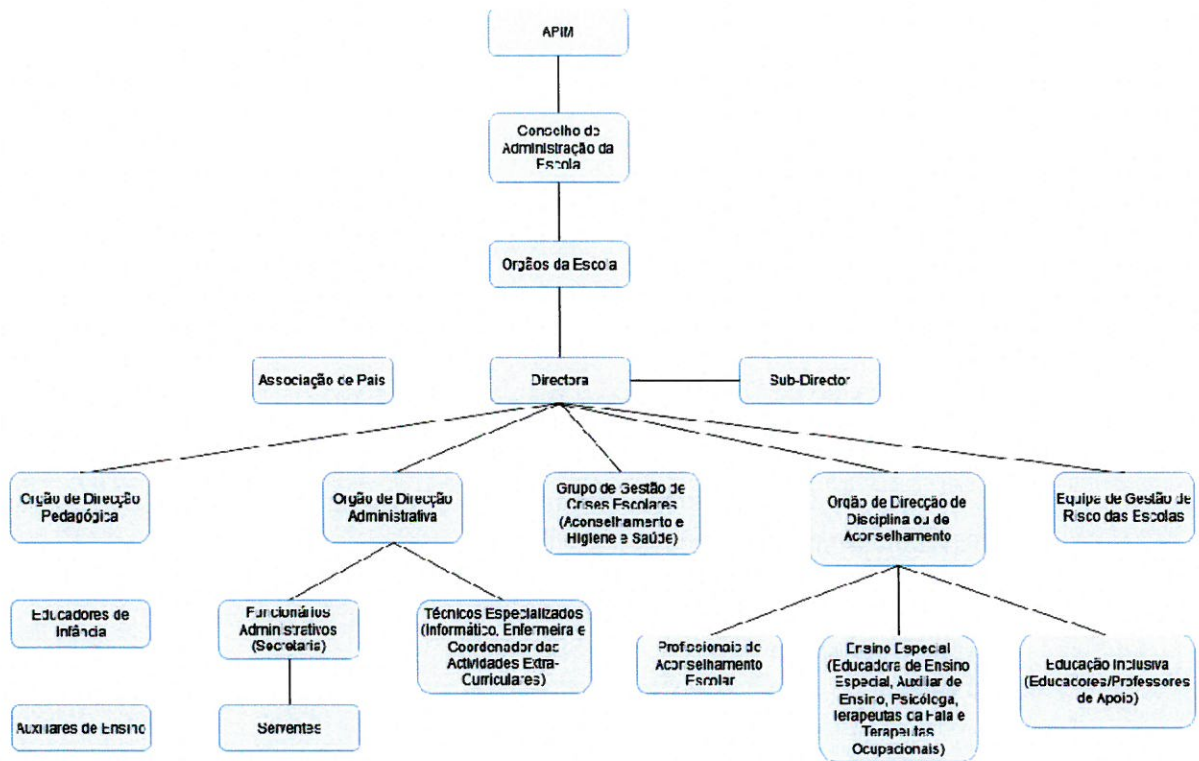 APIM
Conselho de
Administração da
Escola
Orgãos da Escola
Associação de Pais
Directora
Sub-Director
Orgão de Direcção
Pedagógica
Orgão de Direcção
Administrativa
Grupo de Gestão de
Crises Escolares
(Aconselhamento e
Higiene e Saúde)
Orgão de Direcção de
Disciplina ou de
Aconselhamento
Equipa de Gestão de
Risco das Escolas
Educadores de
Infância
Funcionários
Administrativos
(Secretaria)
Técnicos Especializados
(Informático, Enfermeira e
Coordenador das
Actividades Extra-
Curriculares)
Profissionais de
Aconselhamento
Escolar
Ensino Especial
(Educadora de Ensino
Especial, Auxiliar de
Ensino, Psicóloga,
Terapeutas da Fala e
Terapeutas
Ocupacionais)
Educação Inclusiva
(Educadores/Professores
de Apoio)
Auxiliares de Ensino
Serventes